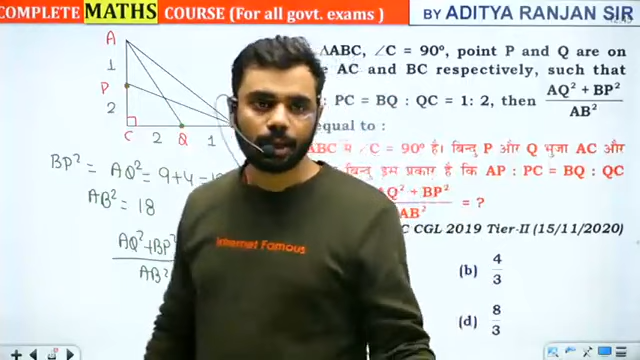 COMPLETE MATHS COURSE (For all govt. exams )
BY ADITYA RANJAN SIR
A
1
P
2
C 2 Q 1
BP² = AQ² = 9+4 =
AB² = 18
AQ²+BP²
AB²
ΔABC, ∠C = 90°, point P and Q are on
AC and BC respectively, such that
: PC = BQ : QC = 1: 2, then AQ² + BP² / AB²
equal to :
ABC में ∠C = 90° है। बिन्दु P और Q भुजा AC और
बिन्दु इस प्रकार है कि AP : PC = BQ : QC
AQ² + BP² / AB² = ?
CGL 2019 Tier-II (15/11/2020)
(b) 4/3
(d) 8/3
Internet Famous